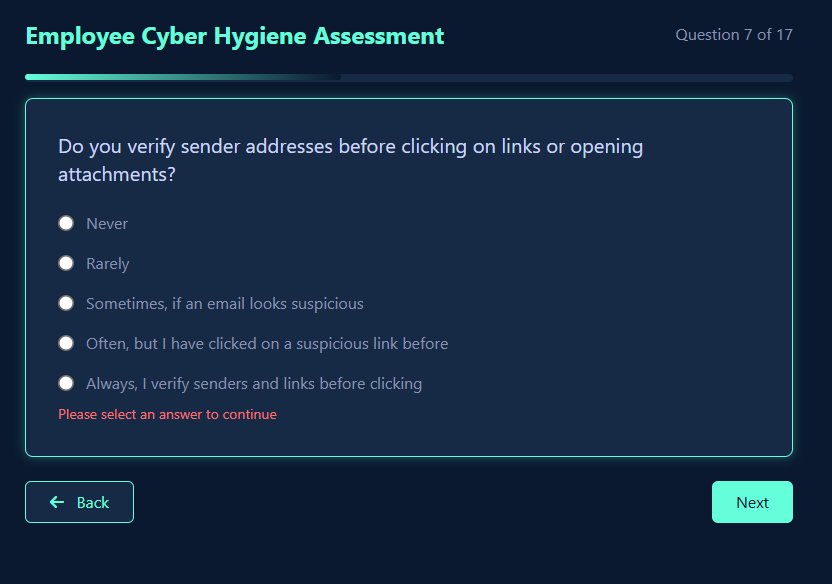 Employee Cyber Hygiene Assessment
Question 7 of 17
Do you verify sender addresses before clicking on links or opening
attachments?
Never
Rarely
Sometimes, if an email looks suspicious
Often, but I have clicked on a suspicious link before
Always, I verify senders and links before clicking
Please select an answer to continue
Back
Next